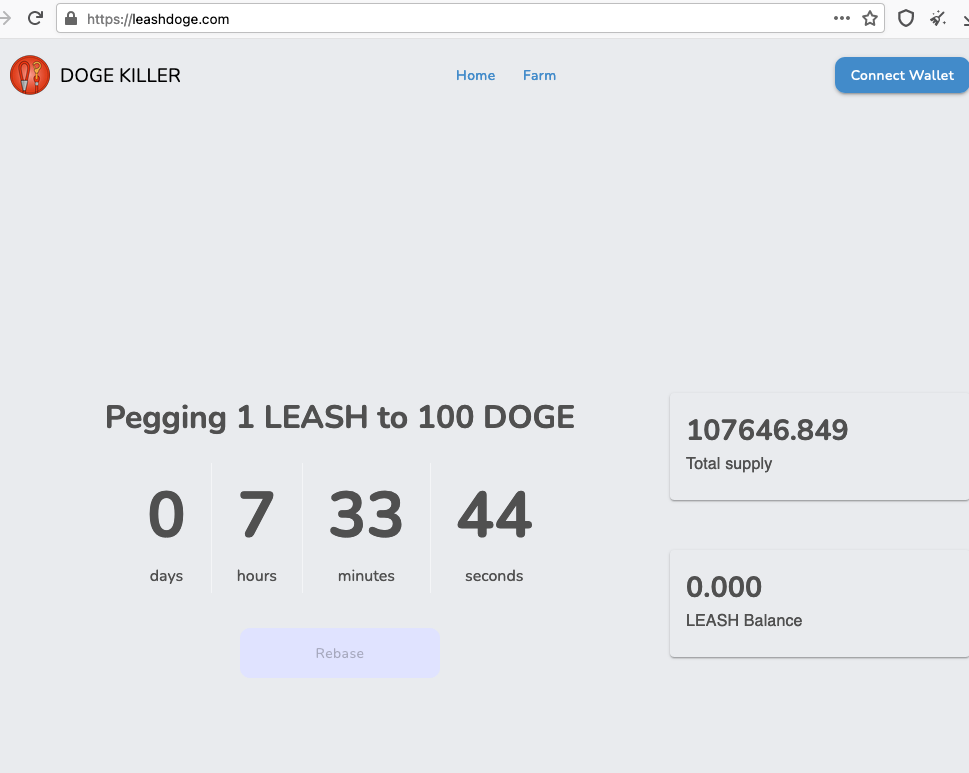 https://leashdoge.com
DOGE KILLER
Home
Farm
Connect Wallet
Pegging 1 LEASH to 100 DOGE
0
7
33
44
days
hours
minutes
seconds
Rebase
107646.849
Total supply
0.000
LEASH Balance